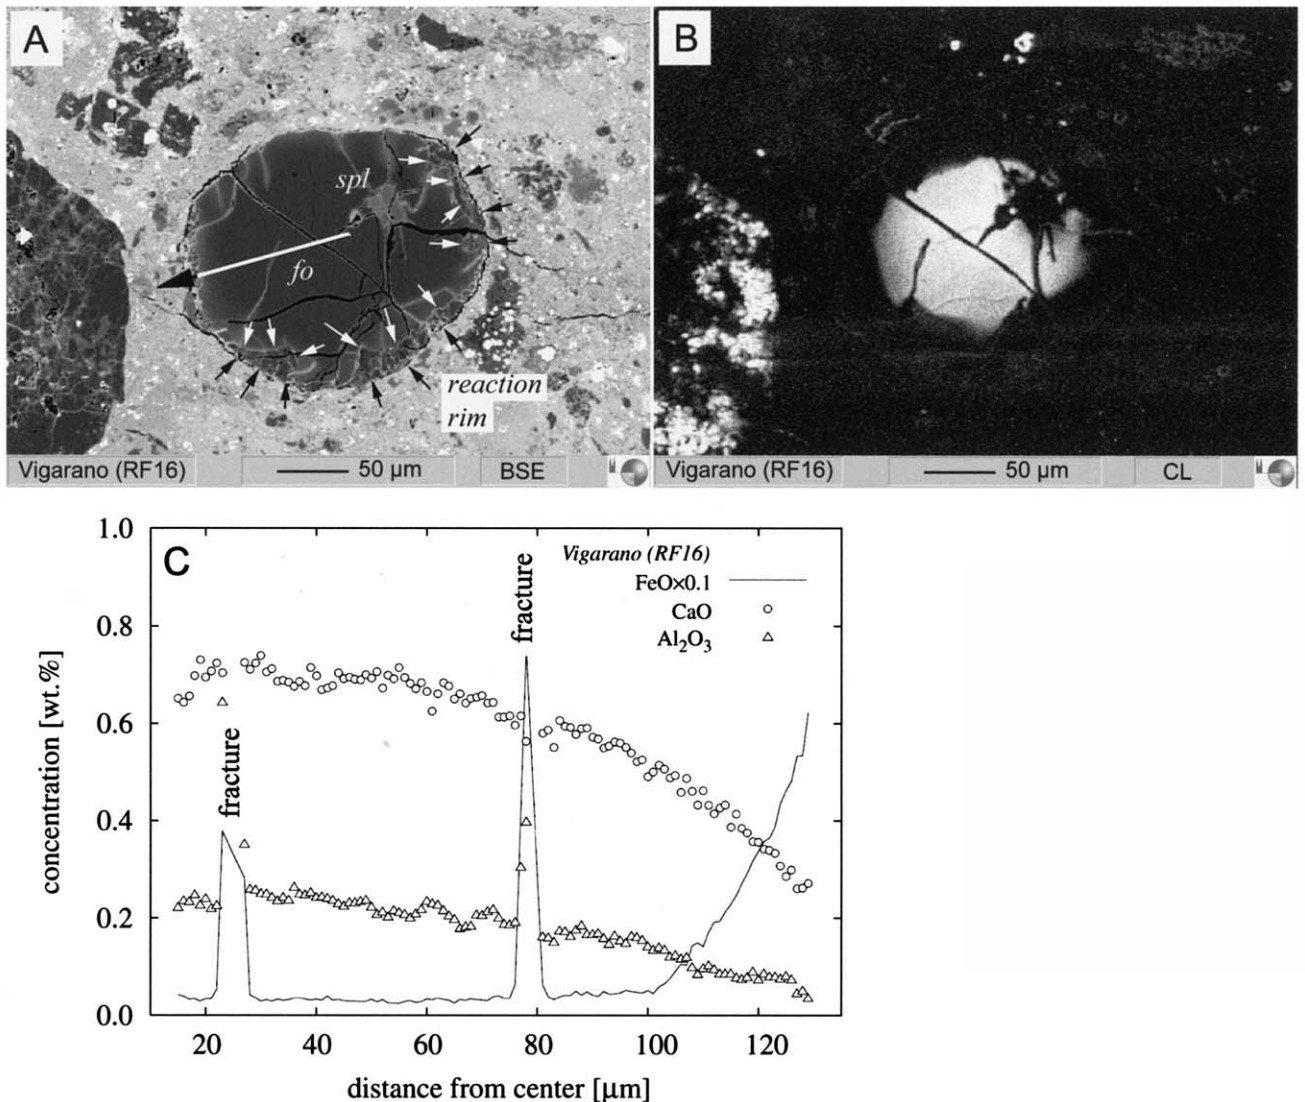 A
spl
fo
reaction
rim
Vigarano (RF16)
50 µm
BSE
B
Vigarano (RF16)
50 µm
CL
C
Vigarano (RF16)
FeO×0.1
CaO
Al₂O₃
fracture
fracture
concentration [wt.%]
1.0
0.8
0.6
0.4
0.2
0.0
20 40 60 80 100 120
distance from center [µm]